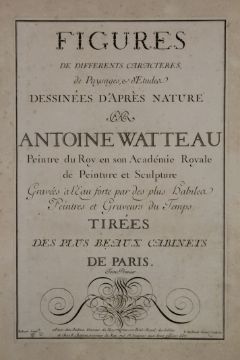 FIGURES
DE DIFFERENTS CARACTERES,
de Paysages, & d'Etudes
DESSINÉES D'APRÈS NATURE
PAR
ANTOINE WATTEAU
Peintre du Roy en son Académie Royale
de Peinture et Sculpture
Gravées à l'Eau forte par des plus habiles
Peintres et Graveurs du Temps.
TIRÉES
DES PLUS BEAUX CABINETS
DE PARIS.